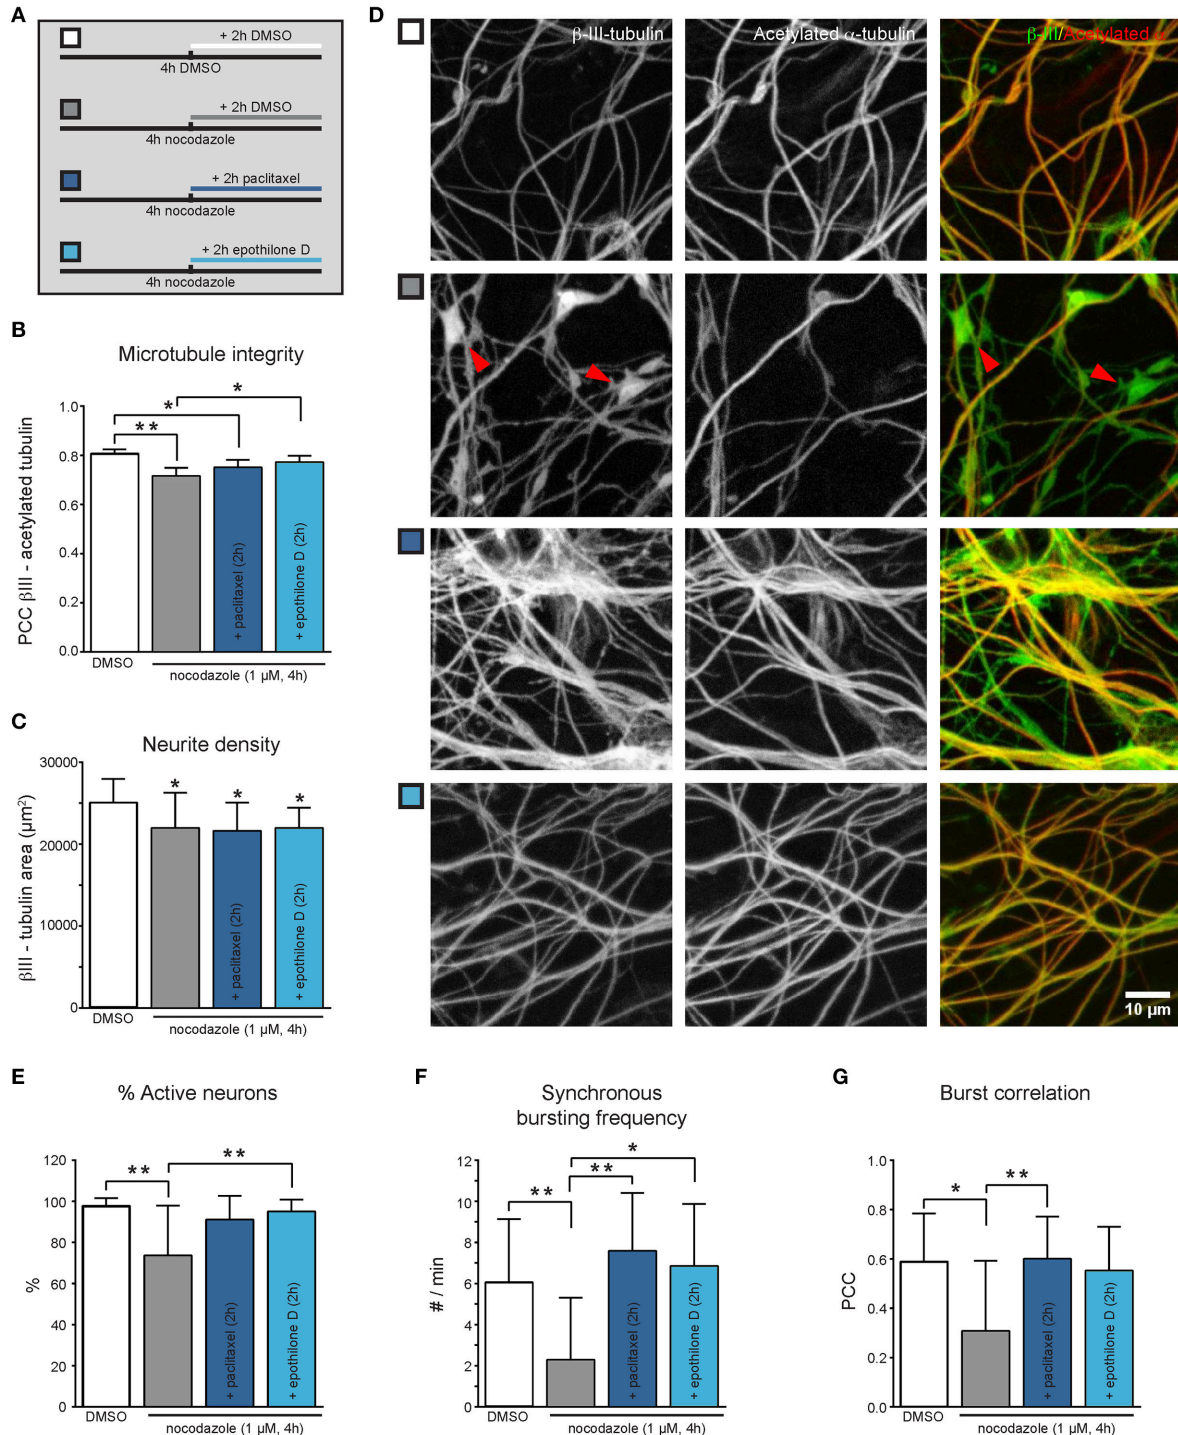 A
+ 2h DMSO
4h DMSO
+ 2h DMSO
4h nocodazole
+ 2h paclitaxel
4h nocodazole
+ 2h epothilone D
4h nocodazole
B
Microtubule integrity
PCC βIII - acetylated tubulin
1.0
0.8
0.6
0.4
0.2
0.0
*
*
**
+ paclitaxel (2h)
+ epothilone D (2h)
DMSO
nocodazole (1 µM, 4h)
C
Neurite density
βIII - tubulin area (µm²)
30000
20000
10000
0
*
*
*
+ paclitaxel (2h)
+ epothilone D (2h)
DMSO
nocodazole (1 µM, 4h)
D
β-III-tubulin
Acetylated α-tubulin
β-III/Acetylated α
10 µm
E
% Active neurons
%
120
100
80
60
40
20
0
**
**
+ paclitaxel (2h)
+ epothilone D (2h)
DMSO
nocodazole (1 µM, 4h)
F
Synchronous
bursting frequency
# / min
12
10
8
6
4
2
0
*
**
**
+ paclitaxel (2h)
+ epothilone D (2h)
DMSO
nocodazole (1 µM, 4h)
G
Burst correlation
PCC
1.0
0.8
0.6
0.4
0.2
0.0
*
**
+ paclitaxel (2h)
+ epothilone D (2h)
DMSO
nocodazole (1 µM, 4h)